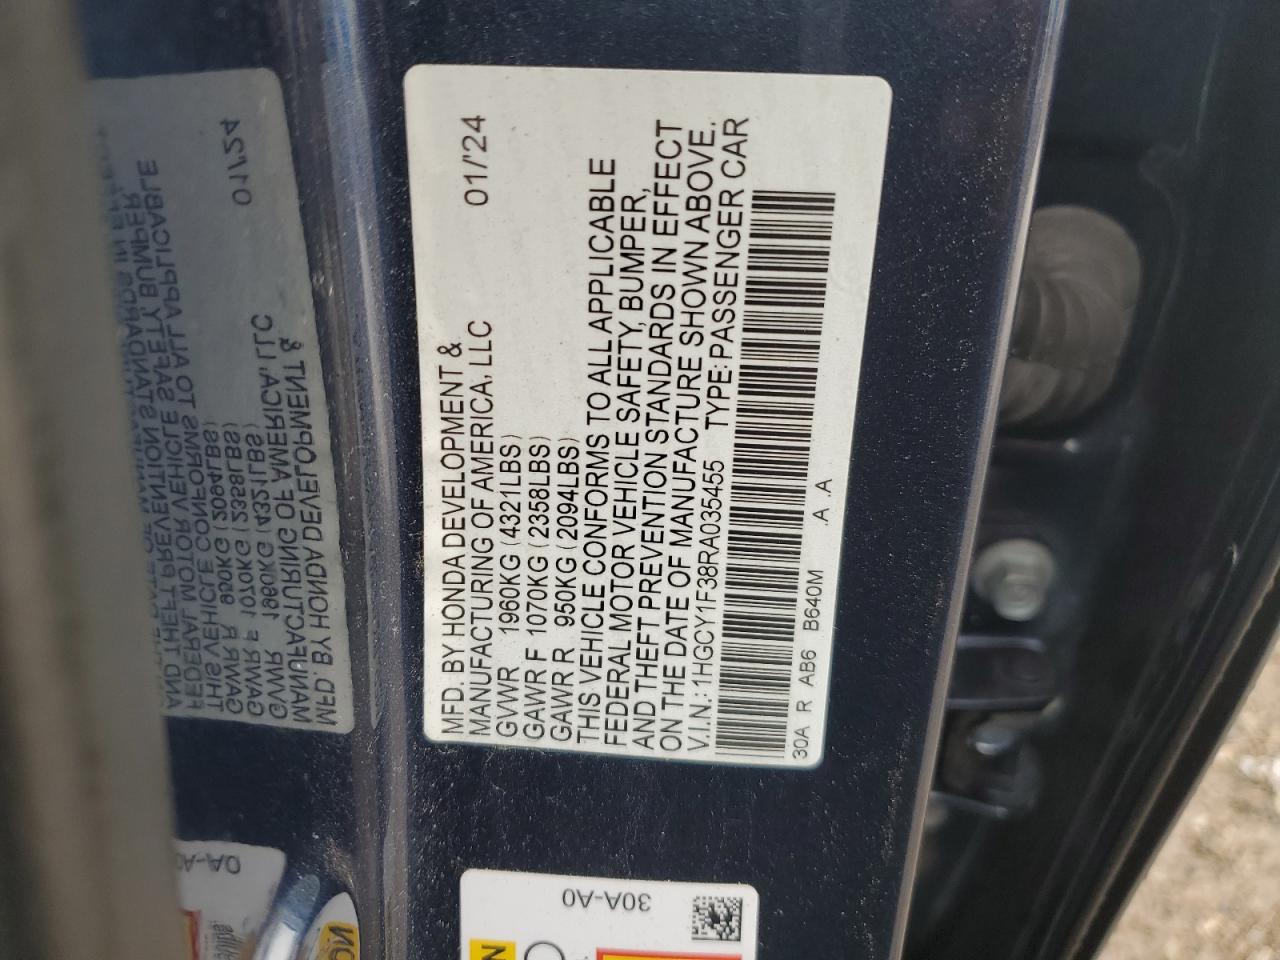 MFD. BY HONDA DEVELOPMENT &
MANUFACTURING OF AMERICA, LLC 01/'24
GVWR 1960KG (4321LBS)
GAWR F 1070KG (2358LBS)
GAWR R 950KG (2094LBS)
THIS VEHICLE CONFORMS TO ALL APPLICABLE
FEDERAL MOTOR VEHICLE SAFETY, BUMPER,
AND THEFT PREVENTION STANDARDS IN EFFECT
ON THE DATE OF MANUFACTURE SHOWN ABOVE.
V.I.N.: 1HGCY1F38RA035455 TYPE: PASSENGER CAR
30A R AB6 B640M .A .A
30A-A0